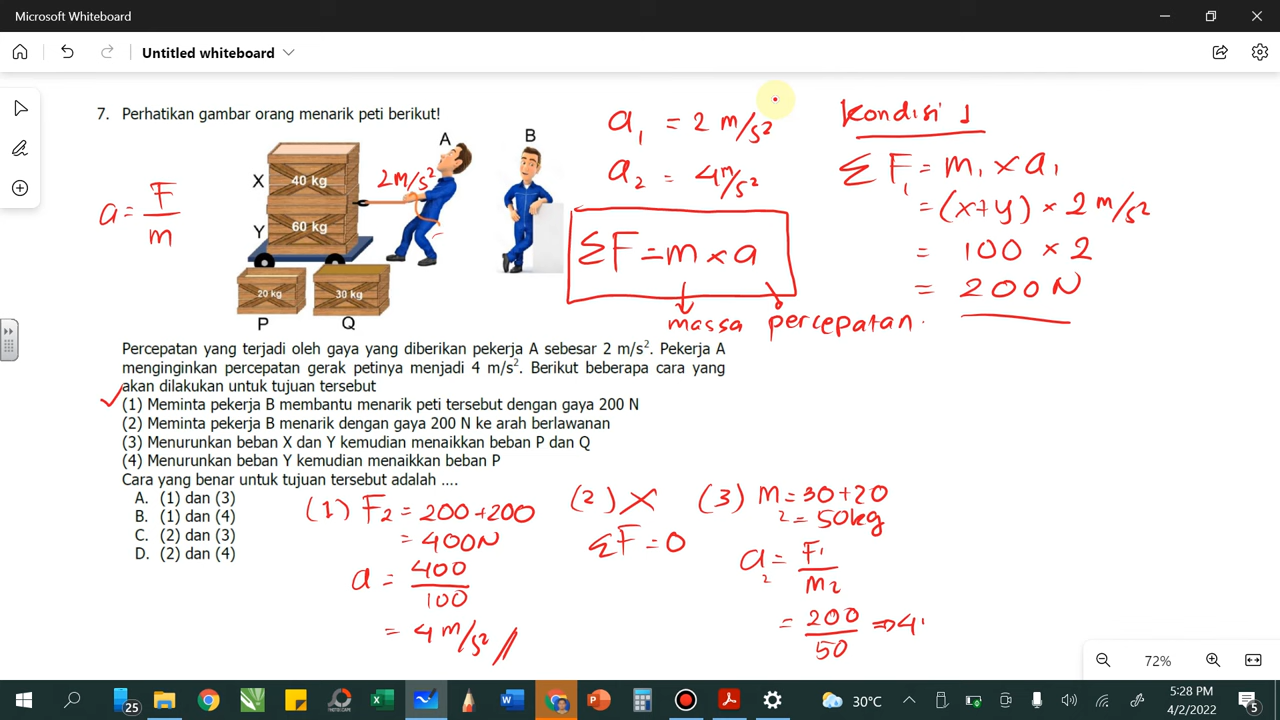 Microsoft Whiteboard
Untitled whiteboard
7. Perhatikan gambar orang menarik peti berikut!
A
B
X
40 kg
2 m/s²
Y
60 kg
20 kg
30 kg
P
Q
a = F/m
a₁ = 2 m/s²
a₂ = 4 m/s²
ΣF = m × a
massa percepatan.
Kondisi 1
ΣF₁ = m₁ × a₁
= (x+y) × 2 m/s²
= 100 × 2
= 200 N
Percepatan yang terjadi oleh gaya yang diberikan pekerja A sebesar 2 m/s². Pekerja A
menginginkan percepatan gerak petinya menjadi 4 m/s². Berikut beberapa cara yang
akan dilakukan untuk tujuan tersebut
(1) Meminta pekerja B membantu menarik peti tersebut dengan gaya 200 N
(2) Meminta pekerja B menarik dengan gaya 200 N ke arah berlawanan
(3) Menurunkan beban X dan Y kemudian menaikkan beban P dan Q
(4) Menurunkan beban Y kemudian menaikkan beban P
Cara yang benar untuk tujuan tersebut adalah ....
A. (1) dan (3)
B. (1) dan (4)
C. (2) dan (3)
D. (2) dan (4)
(1) F₂ = 200 + 200
= 400 N
a = 400/100
= 4 m/s² //
(2) X
ΣF = 0
(3) m₂ = 30 + 20
= 50 kg
a₂ = F₁/m₂
= 200/50 ⇒ 4
72%
25
30°C
5:28 PM
4/2/2022
5